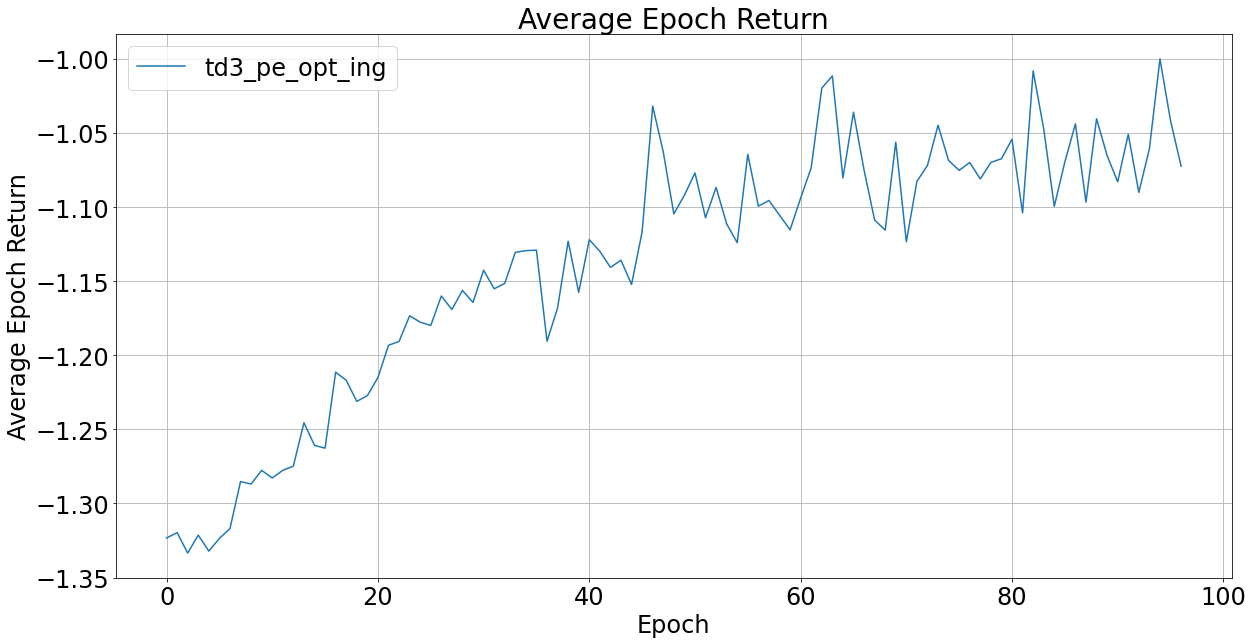 Average Epoch Return
td3_pe_opt_ing
Average Epoch Return
−1.00
−1.05
−1.10
−1.15
−1.20
−1.25
−1.30
−1.35
0 20 40 60 80 100
Epoch